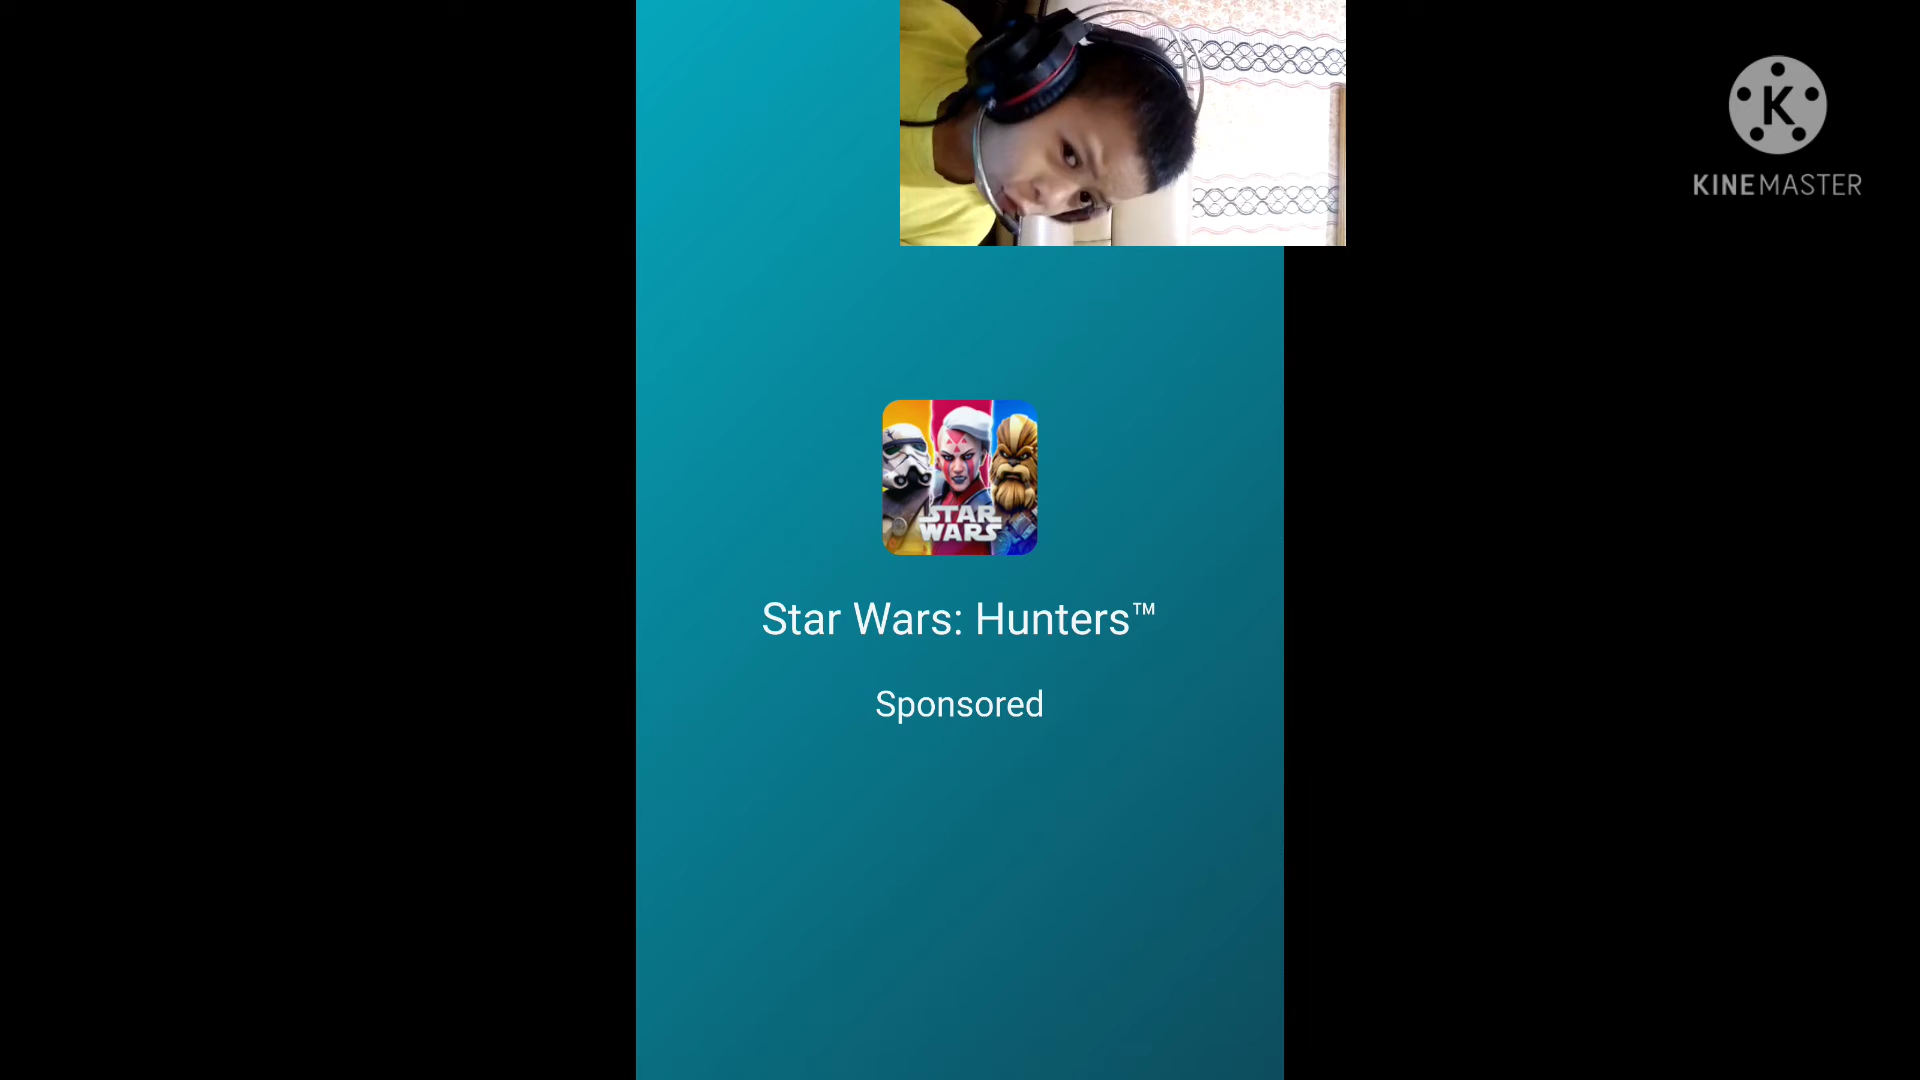 K
KINEMASTER
STAR
WARS
Star Wars: Hunters™
Sponsored